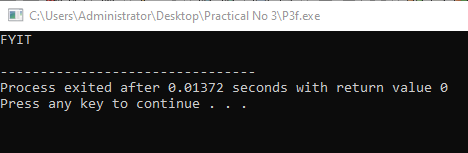 C:\Users\Administrator\Desktop\Practical No 3\P3f.exe
FYIT
--------------------------------
Process exited after 0.01372 seconds with return value 0
Press any key to continue . . .